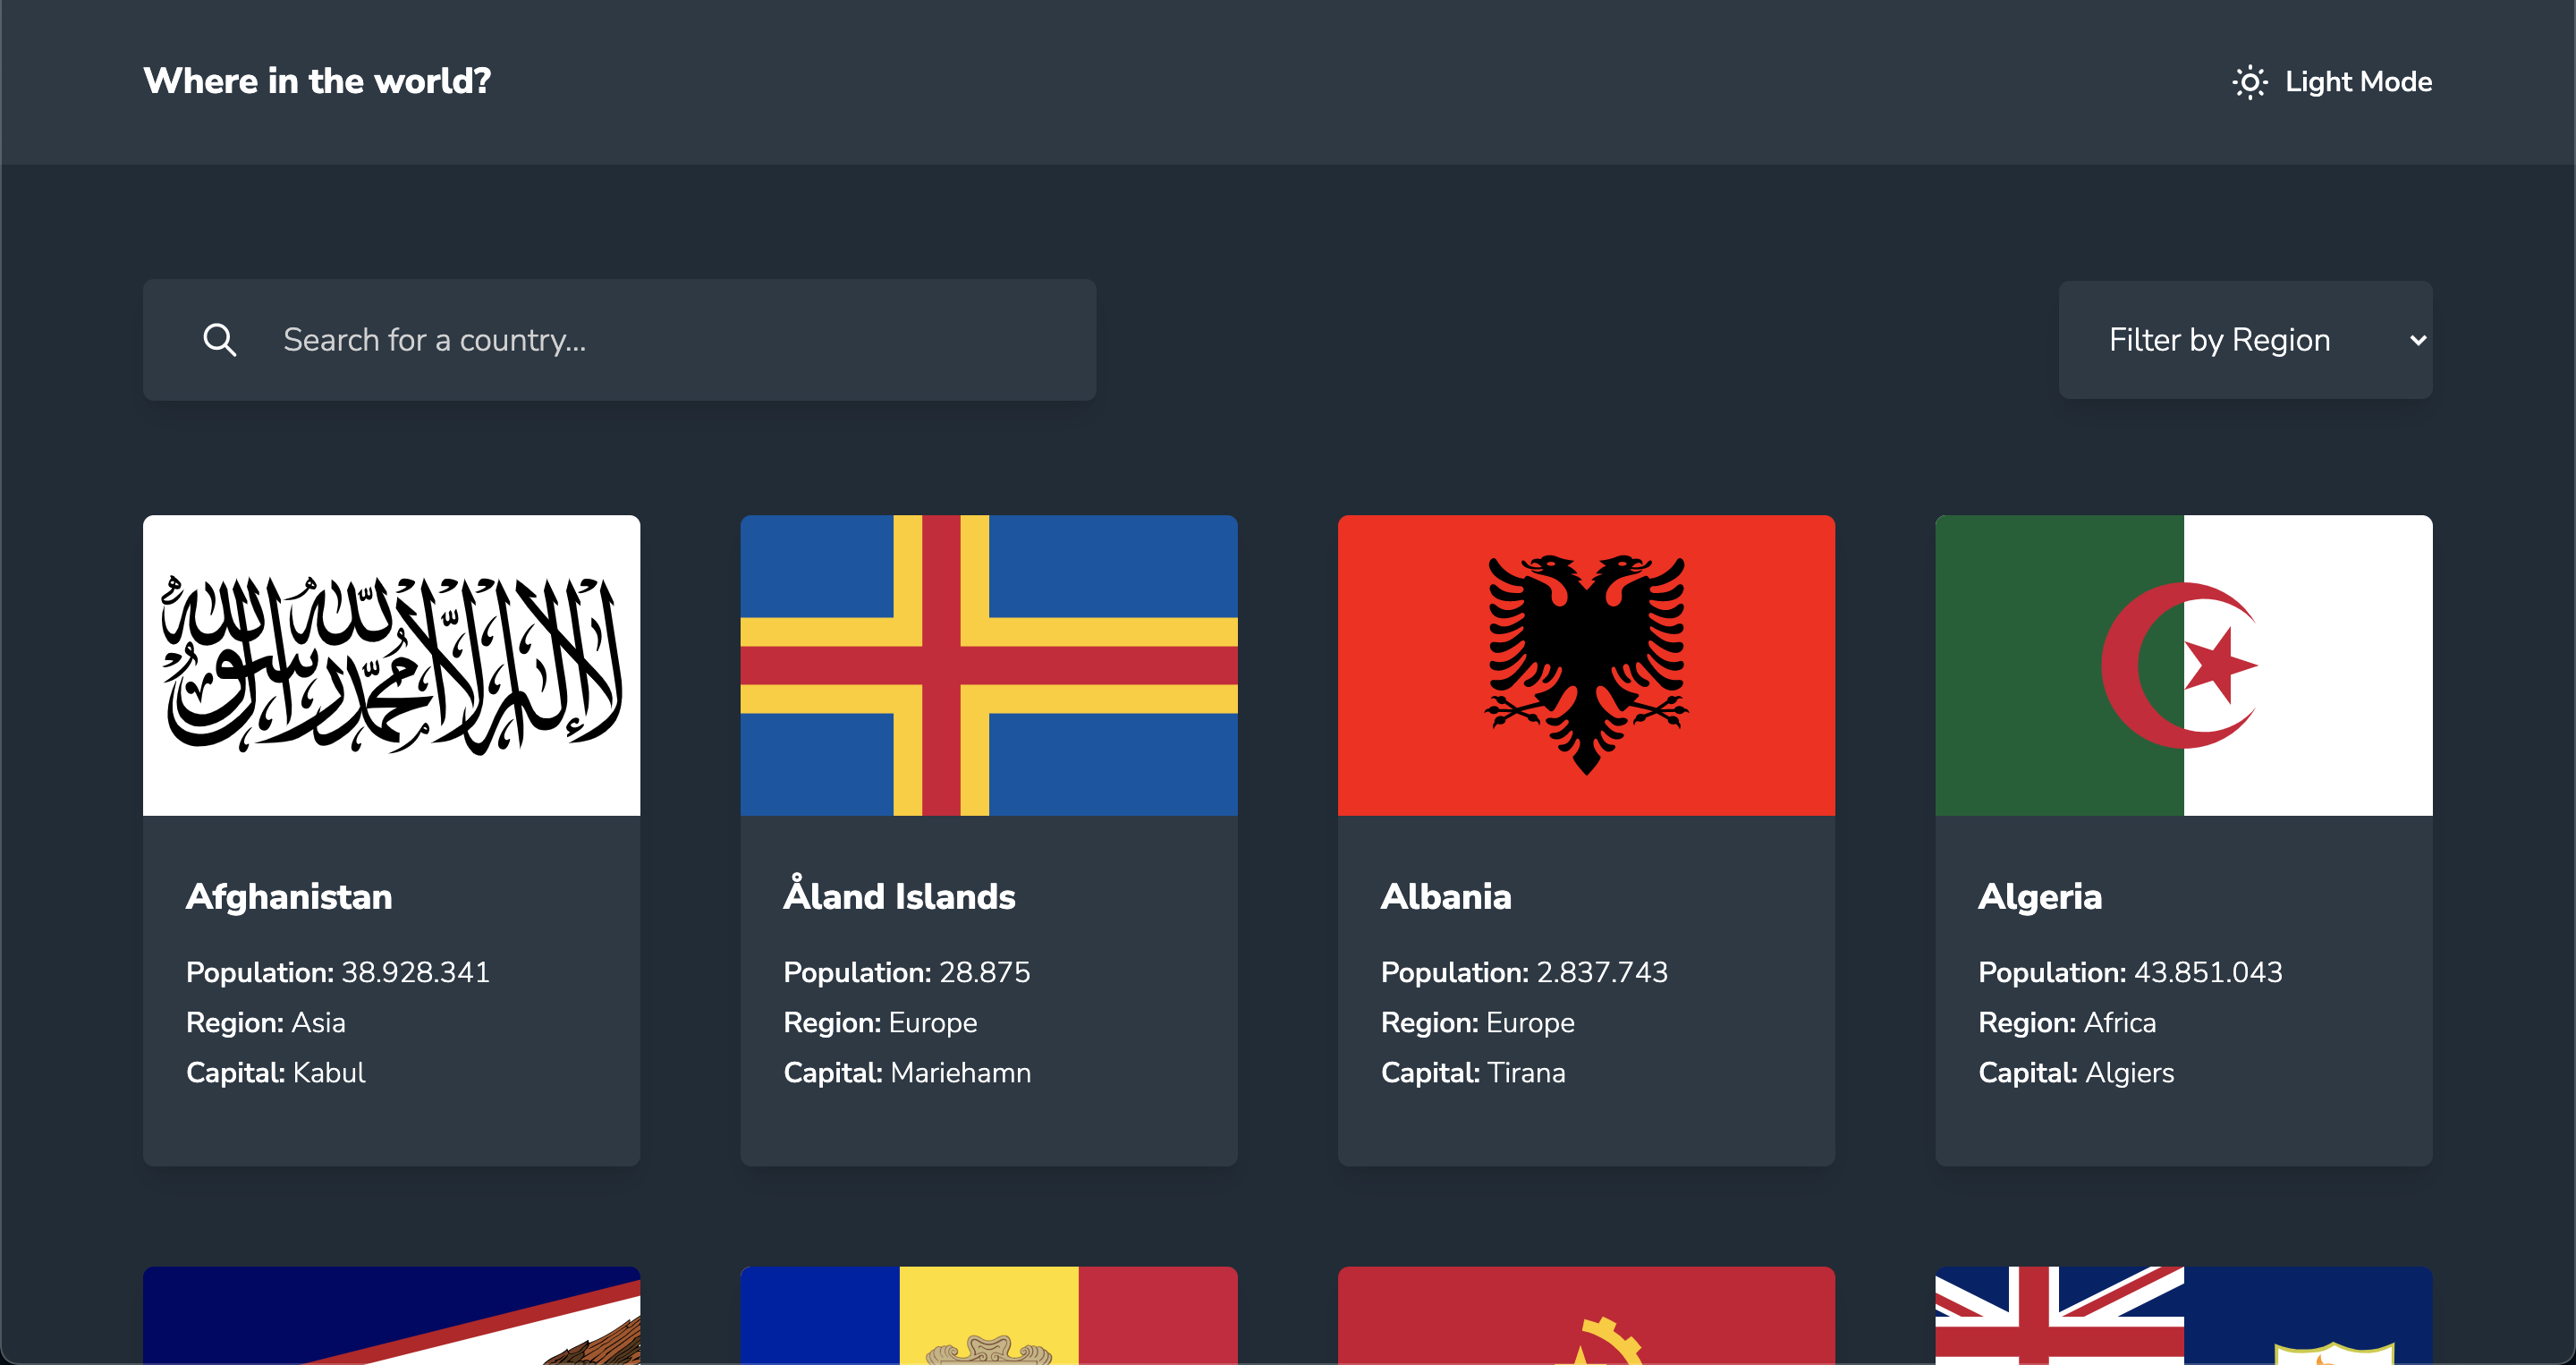 Where in the world?
Light Mode
Search for a country...
Filter by Region
لا إله إلا الله محمد رسول الله
Afghanistan
Population: 38.928.341
Region: Asia
Capital: Kabul
Åland Islands
Population: 28.875
Region: Europe
Capital: Mariehamn
Albania
Population: 2.837.743
Region: Europe
Capital: Tirana
Algeria
Population: 43.851.043
Region: Africa
Capital: Algiers